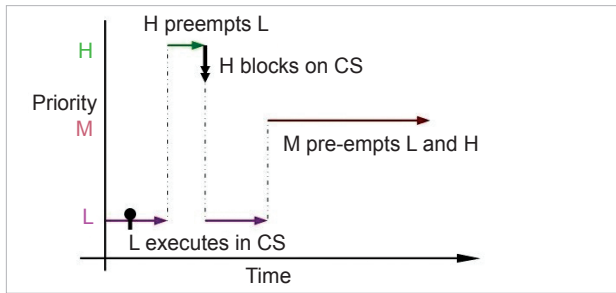 H preempts L
H
H blocks on CS
Priority
M
M pre-empts L and H
L
L executes in CS
Time